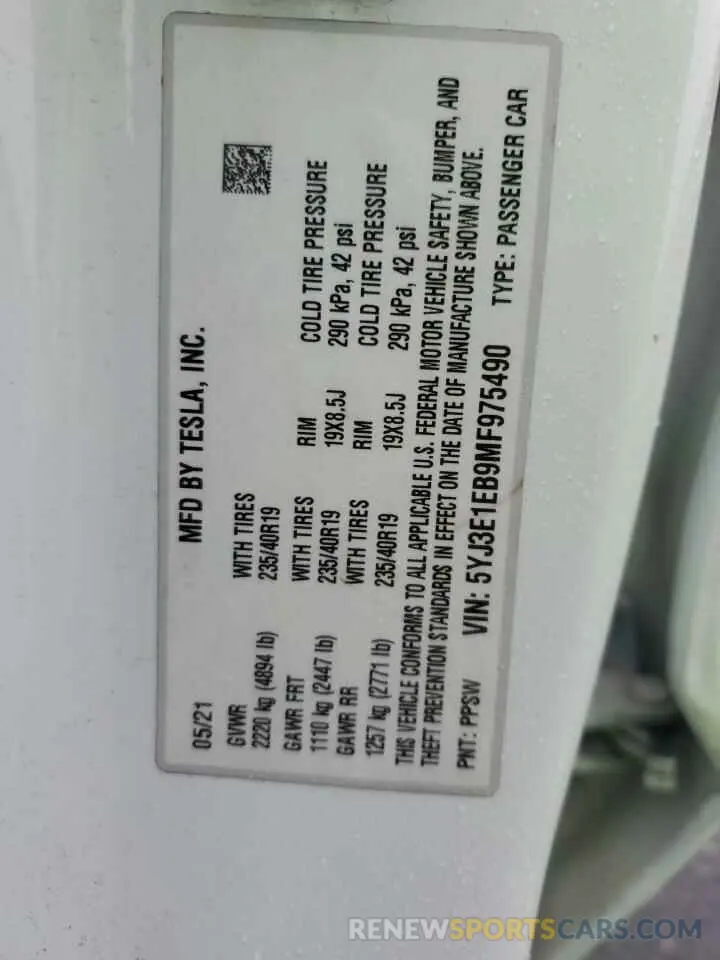 MFD BY TESLA, INC.
05/21
GVWR WITH TIRES
2220 kg (4894 lb) 235/40R19
GAWR FRT WITH TIRES RIM COLD TIRE PRESSURE
1110 kg (2447 lb) 235/40R19 19X8.5J 290 kPa, 42 psi
GAWR RR WITH TIRES RIM COLD TIRE PRESSURE
1257 kg (2771 lb) 235/40R19 19X8.5J 290 kPa, 42 psi
THIS VEHICLE CONFORMS TO ALL APPLICABLE U.S. FEDERAL MOTOR VEHICLE SAFETY, BUMPER, AND
THEFT PREVENTION STANDARDS IN EFFECT ON THE DATE OF MANUFACTURE SHOWN ABOVE.
PNT: PPSW VIN: 5YJ3E1EB9MF975490 TYPE: PASSENGER CAR
RENEWSPORTSCARS.COM